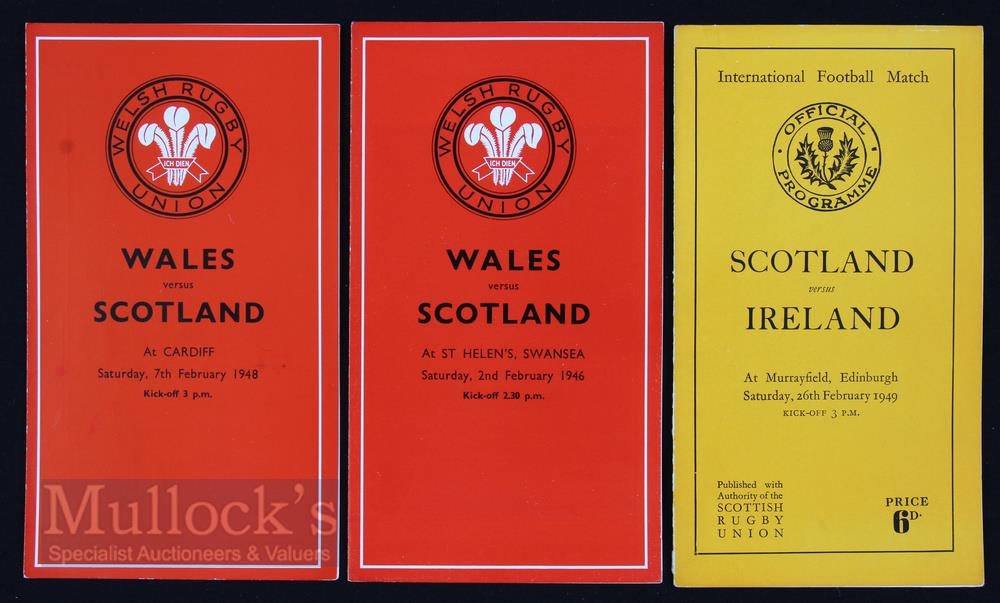 WELSH RUGBY
UNION
ICH DIEN
WALES
versus
SCOTLAND
At CARDIFF
Saturday, 7th February 1948
Kick-off 3 p.m.
Mullock's
Specialist Auctioneers & Valuers
WELSH RUGBY
UNION
ICH DIEN
WALES
versus
SCOTLAND
At ST HELEN'S, SWANSEA
Saturday, 2nd February 1946
Kick-off 2.30 p.m.
International Football Match
OFFICIAL
PROGRAMME
SCOTLAND
versus
IRELAND
At Murrayfield, Edinburgh
Saturday, 26th February 1949
KICK-OFF 3 P.M.
Published with
Authority of the
SCOTTISH
RUGBY
UNION
PRICE
6D.